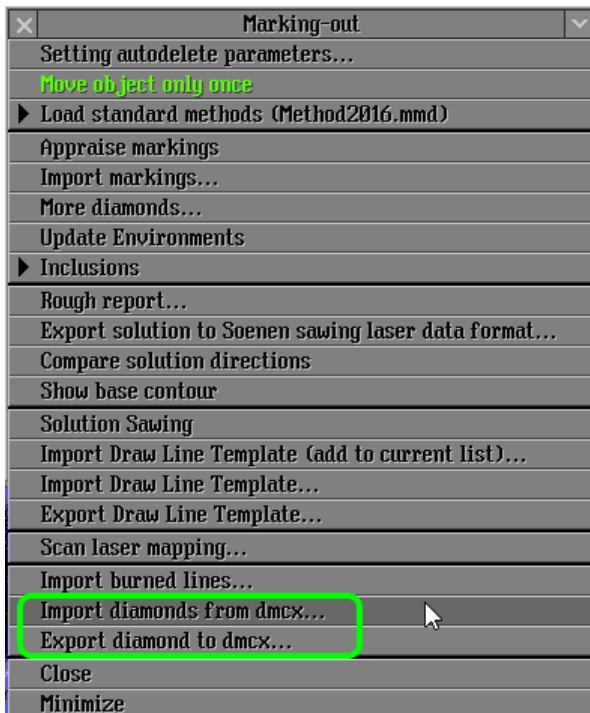 Marking-out
Setting autodelete parameters...
Move object only once
Load standard methods (Method2016.mmd)
Appraise markings
Import markings...
More diamonds...
Update Environments
Inclusions
Rough report...
Export solution to Soenen sawing laser data format...
Compare solution directions
Show base contour
Solution Sawing
Import Draw Line Template (add to current list)...
Import Draw Line Template...
Export Draw Line Template...
Scan laser mapping...
Import burned lines...
Import diamonds from dmcx...
Export diamond to dmcx...
Close
Minimize